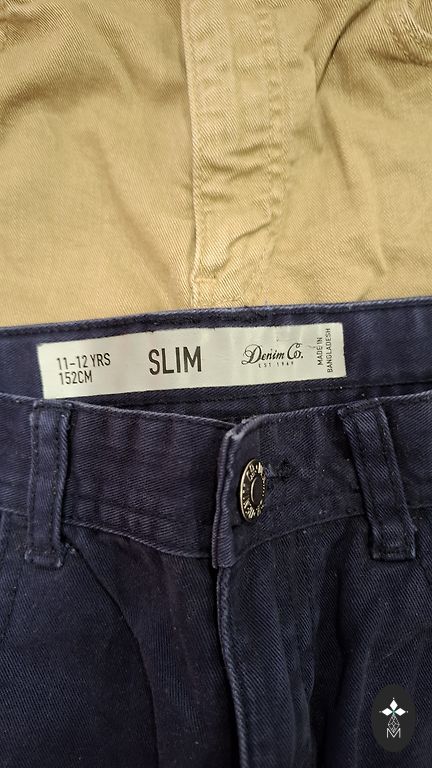 11-12 YRS
152CM
SLIM
Denim Co.
EST 1969
MADE IN
BANGLADESH